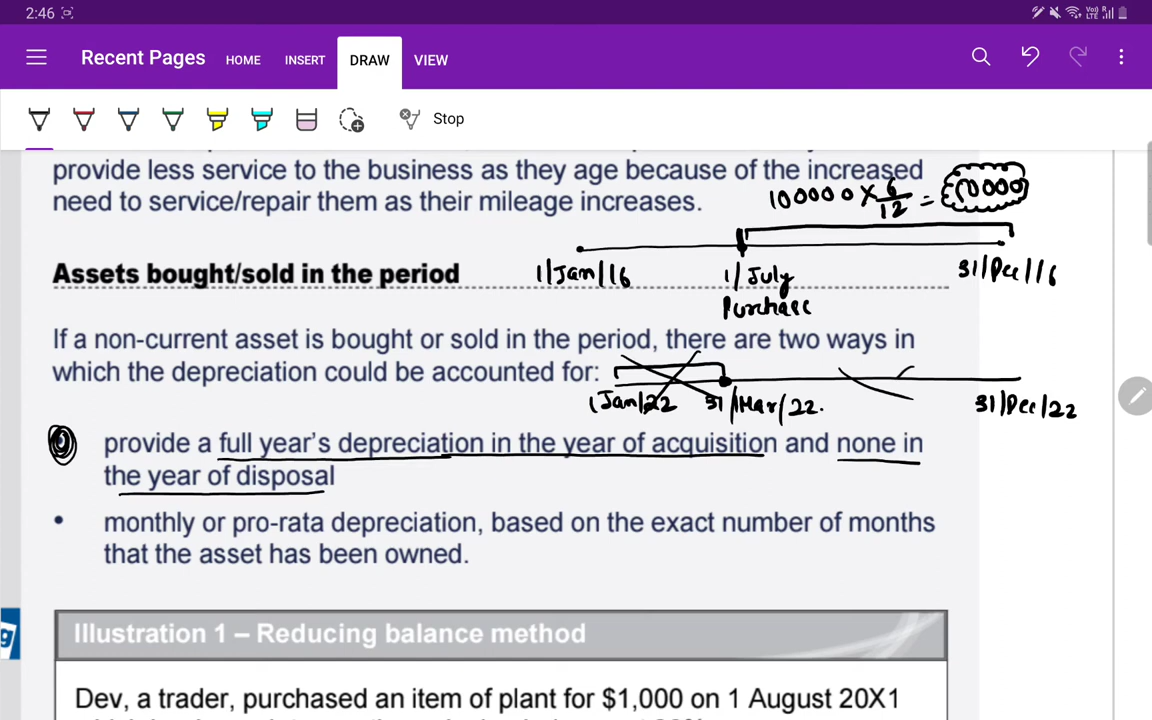 2:46
Recent Pages HOME INSERT DRAW VIEW
Stop
provide less service to the business as they age because of the increased
need to service/repair them as their mileage increases.
100000 × 6/12 =
Assets bought/sold in the period
1/Jan/16 1/July 31/Dec/16
Purchase
If a non-current asset is bought or sold in the period, there are two ways in
which the depreciation could be accounted for:
1 Jan/22 31/Mar/22. 31/Dec/22
provide a full year's depreciation in the year of acquisition and none in
the year of disposal
• monthly or pro-rata depreciation, based on the exact number of months
that the asset has been owned.
Illustration 1 – Reducing balance method
Dev, a trader, purchased an item of plant for $1,000 on 1 August 20X1